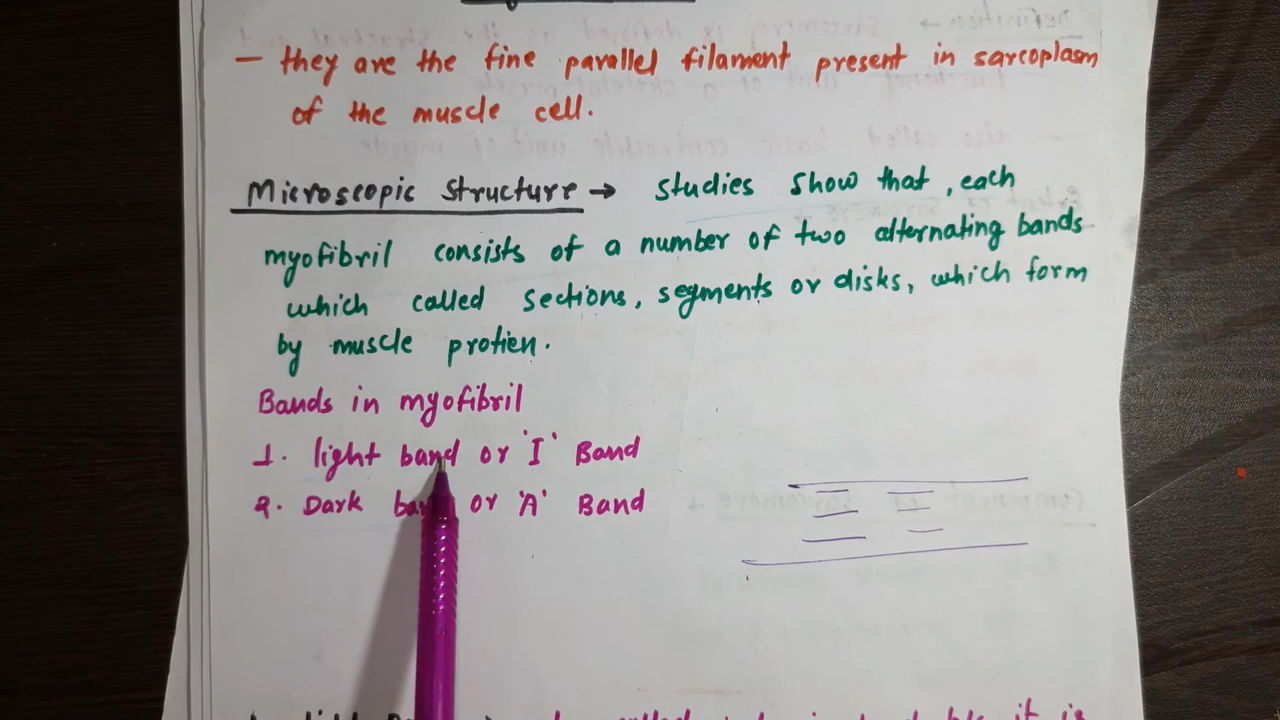 — they are the fine parallel filament present in sarcoplasm
of the muscle cell.
Microscopic structure → studies show that, each
myofibril consists of a number of two alternating bands
which called sections, segments or disks, which form
by muscle protien.
Bands in myofibril
1. light band or 'I' Band
2. Dark band or 'A' Band